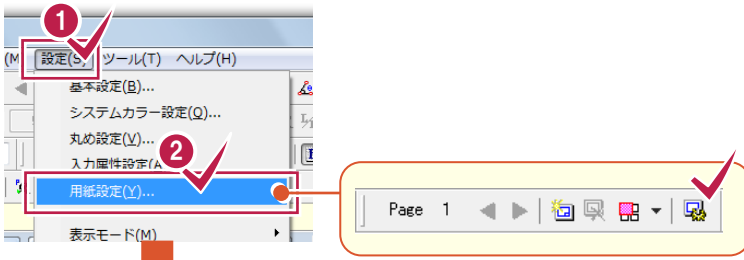 1
(M 設定(S) ツール(T) ヘルプ(H)
基本設定(B)...
システムカラー設定(Q)...
丸め設定(V)...
2
入力属性設定(A
用紙設定(Y)...
Page 1
表示モード(M)